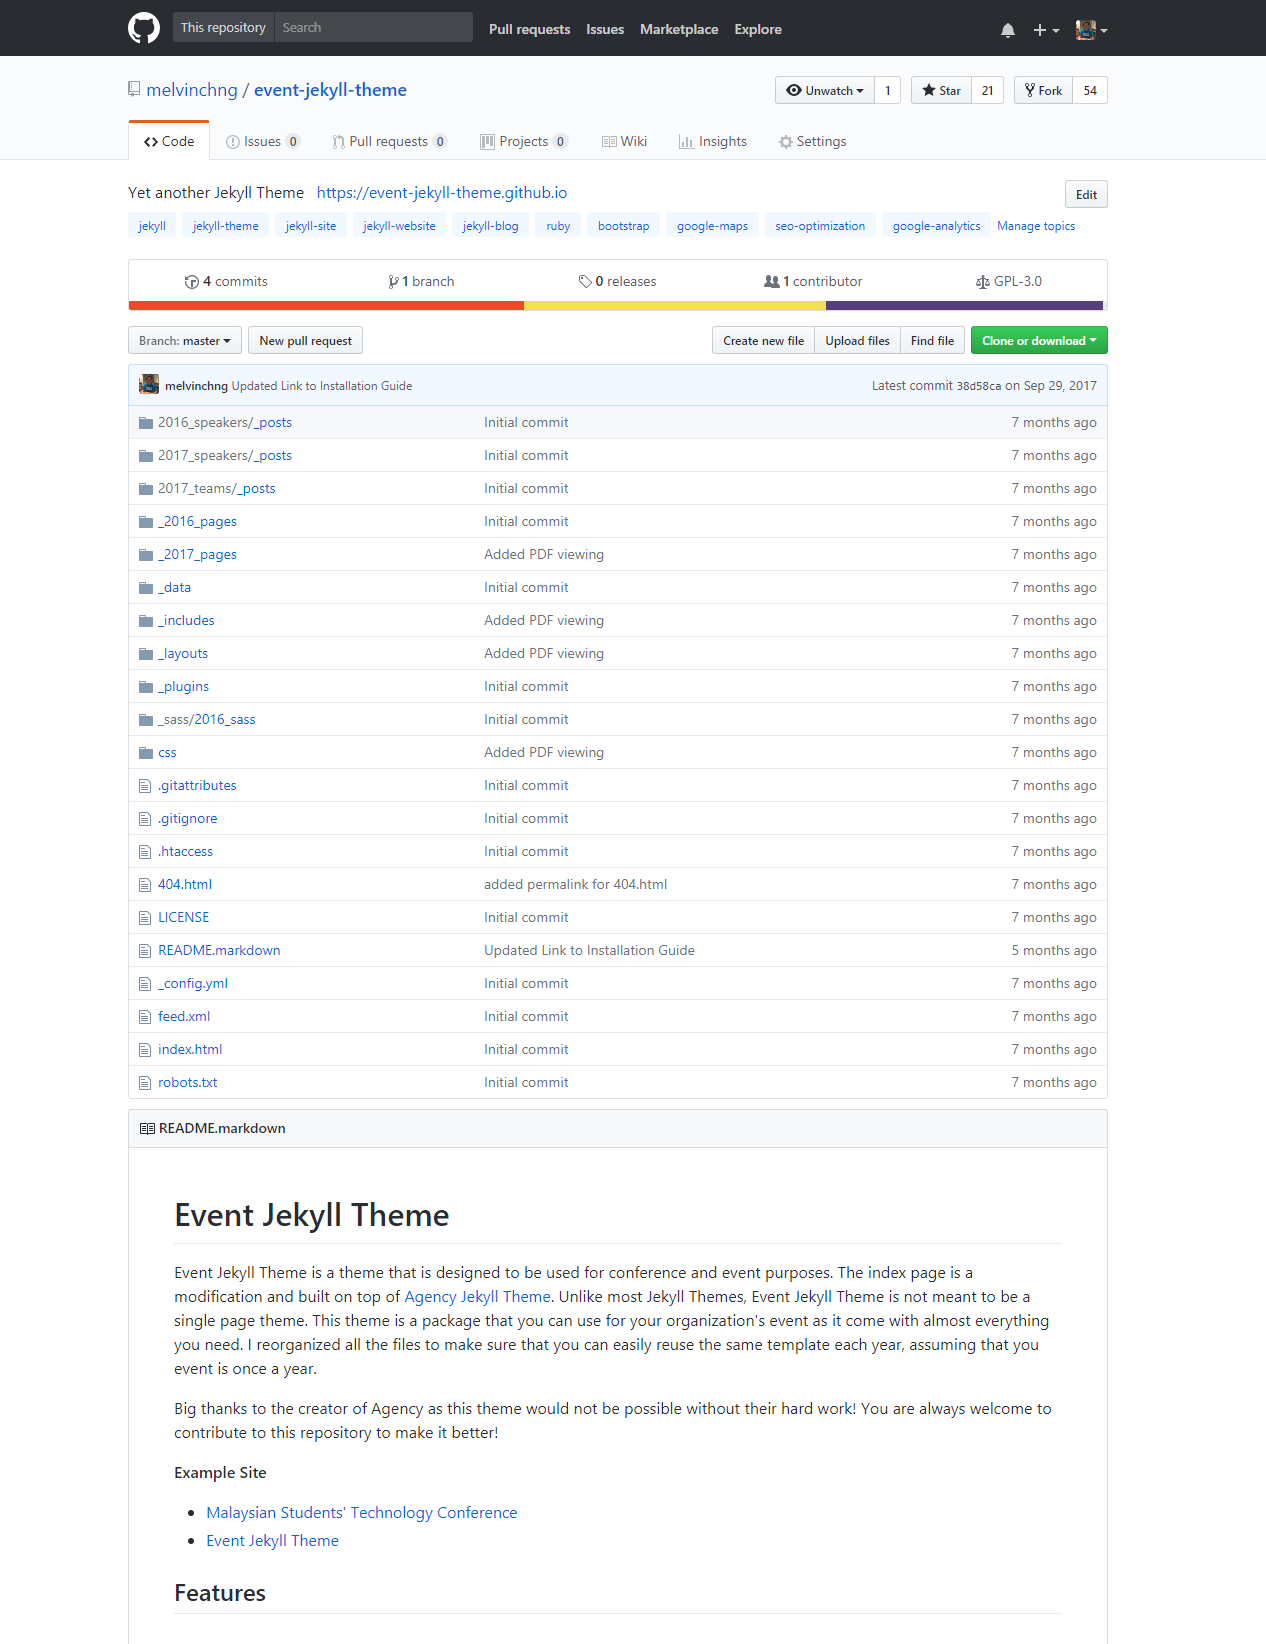 This repository Search Pull requests Issues Marketplace Explore
melvinchng / event-jekyll-theme Unwatch 1 Star 21 Fork 54
Code Issues 0 Pull requests 0 Projects 0 Wiki Insights Settings
Yet another Jekyll Theme https://event-jekyll-theme.github.io Edit
jekyll jekyll-theme jekyll-site jekyll-website jekyll-blog ruby bootstrap google-maps seo-optimization google-analytics Manage topics
4 commits 1 branch 0 releases 1 contributor GPL-3.0
Branch: master New pull request Create new file Upload files Find file Clone or download
melvinchng Updated Link to Installation Guide Latest commit 38d58ca on Sep 29, 2017
2016_speakers/_posts Initial commit 7 months ago
2017_speakers/_posts Initial commit 7 months ago
2017_teams/_posts Initial commit 7 months ago
_2016_pages Initial commit 7 months ago
_2017_pages Added PDF viewing 7 months ago
_data Initial commit 7 months ago
_includes Added PDF viewing 7 months ago
_layouts Added PDF viewing 7 months ago
_plugins Initial commit 7 months ago
_sass/2016_sass Initial commit 7 months ago
css Added PDF viewing 7 months ago
.gitattributes Initial commit 7 months ago
.gitignore Initial commit 7 months ago
.htaccess Initial commit 7 months ago
404.html added permalink for 404.html 7 months ago
LICENSE Initial commit 7 months ago
README.markdown Updated Link to Installation Guide 5 months ago
_config.yml Initial commit 7 months ago
feed.xml Initial commit 7 months ago
index.html Initial commit 7 months ago
robots.txt Initial commit 7 months ago
README.markdown
Event Jekyll Theme
Event Jekyll Theme is a theme that is designed to be used for conference and event purposes. The index page is a
modification and built on top of Agency Jekyll Theme. Unlike most Jekyll Themes, Event Jekyll Theme is not meant to be a
single page theme. This theme is a package that you can use for your organization's event as it come with almost everything
you need. I reorganized all the files to make sure that you can easily reuse the same template each year, assuming that you
event is once a year.
Big thanks to the creator of Agency as this theme would not be possible without their hard work! You are always welcome to
contribute to this repository to make it better!
Example Site
• Malaysian Students' Technology Conference
• Event Jekyll Theme
Features